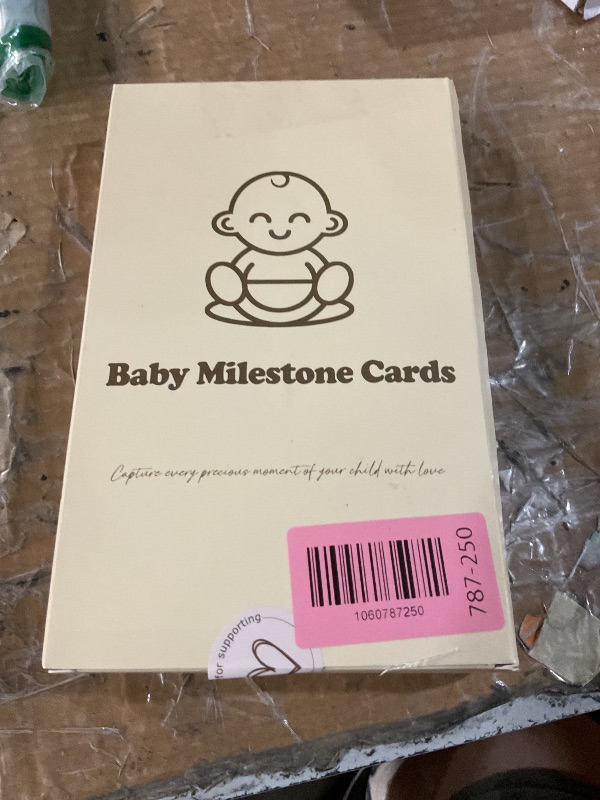 Baby Milestone Cards
Capture every precious moment of your child with love
787-250
1060787250
for supporting